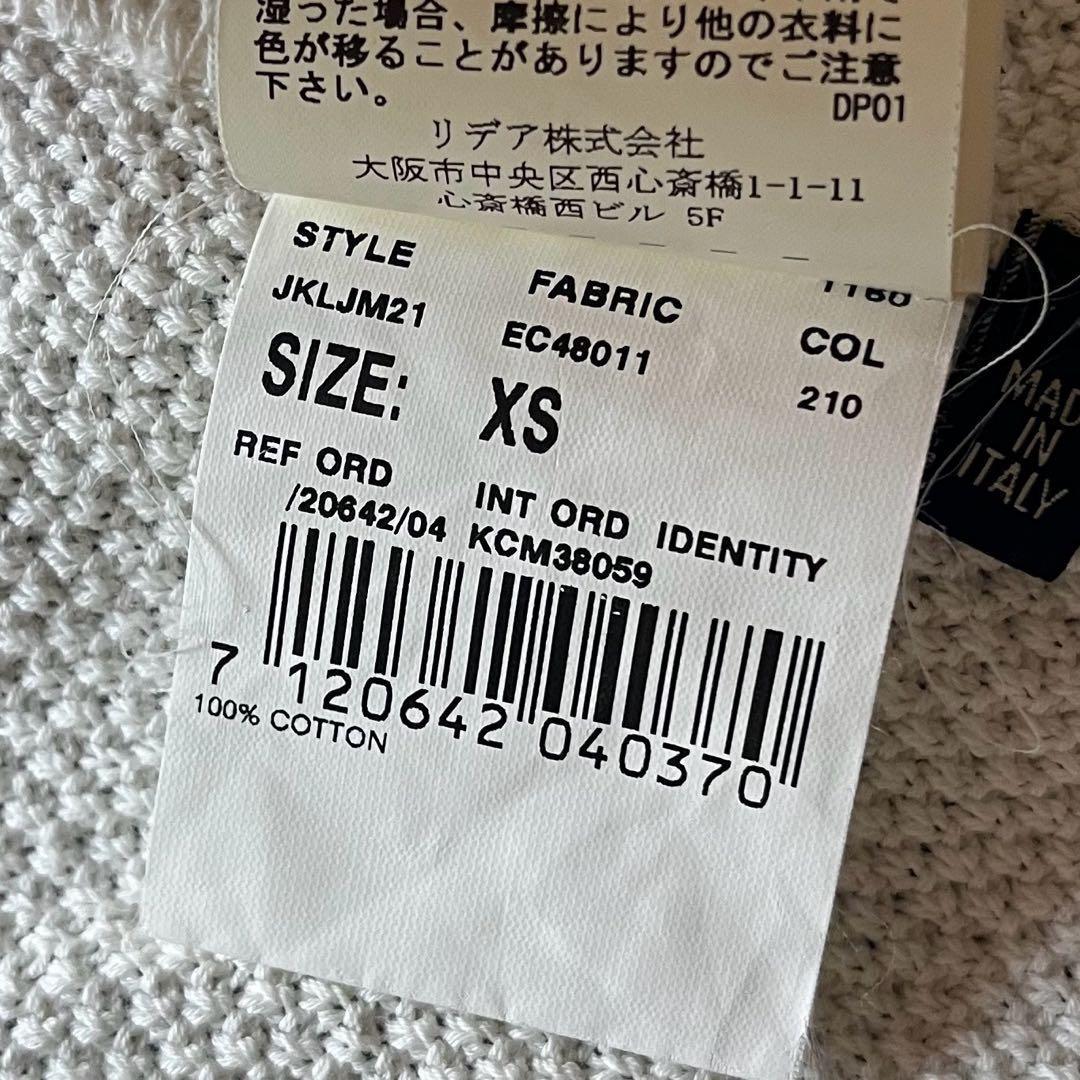 湿った場合、摩擦により他の衣料に
色が移ることがありますのでご注意
下さい。
DP01
リデア株式会社
大阪市中央区西心斎橋1-1-11
心斎橋西ビル 5F
STYLE FABRIC COL
JKLJM21 EC48011 210
SIZE: XS
REF ORD INT ORD IDENTITY
/20642/04 KCM38059
7 120642 040370
100% COTTON
MADE
IN
ITALY